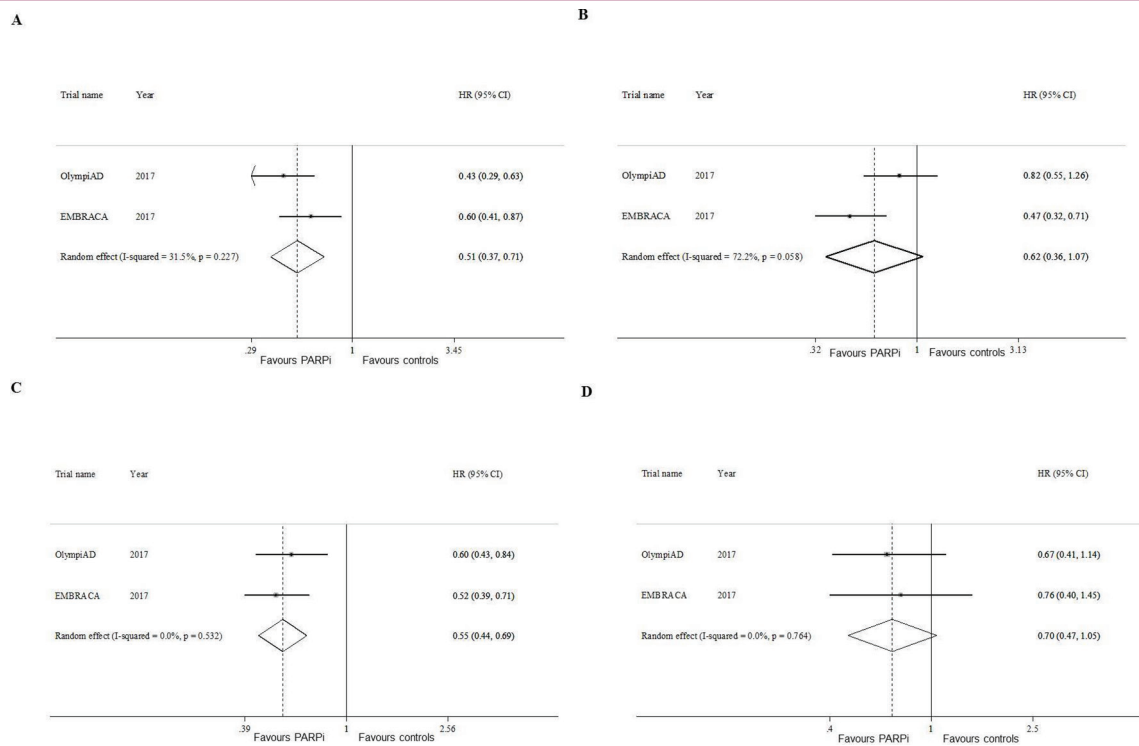 A
Trial name Year HR (95% CI)
OlympiAD 2017 0.43 (0.29, 0.63)
EMBRACA 2017 0.60 (0.41, 0.87)
Random effect (I-squared = 31.5%, p = 0.227) 0.51 (0.37, 0.71)
.29 1 3.45
Favours PARPi Favours controls
B
Trial name Year HR (95% CI)
OlympiAD 2017 0.82 (0.55, 1.26)
EMBRACA 2017 0.47 (0.32, 0.71)
Random effect (I-squared = 72.2%, p = 0.058) 0.62 (0.36, 1.07)
.32 1 3.13
Favours PARPi Favours controls
C
Trial name Year HR (95% CI)
OlympiAD 2017 0.60 (0.43, 0.84)
EMBRACA 2017 0.52 (0.39, 0.71)
Random effect (I-squared = 0.0%, p = 0.532) 0.55 (0.44, 0.69)
.39 1 2.56
Favours PARPi Favours controls
D
Trial name Year HR (95% CI)
OlympiAD 2017 0.67 (0.41, 1.14)
EMBRACA 2017 0.76 (0.40, 1.45)
Random effect (I-squared = 0.0%, p = 0.764) 0.70 (0.47, 1.05)
.4 1 2.5
Favours PARPi Favours controls